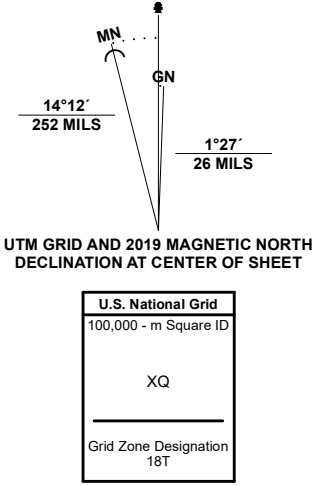 MN
GN
14°12´
252 MILS
1°27´
26 MILS
UTM GRID AND 2019 MAGNETIC NORTH
DECLINATION AT CENTER OF SHEET
U.S. National Grid
100,000 - m Square ID
XQ
Grid Zone Designation
18T